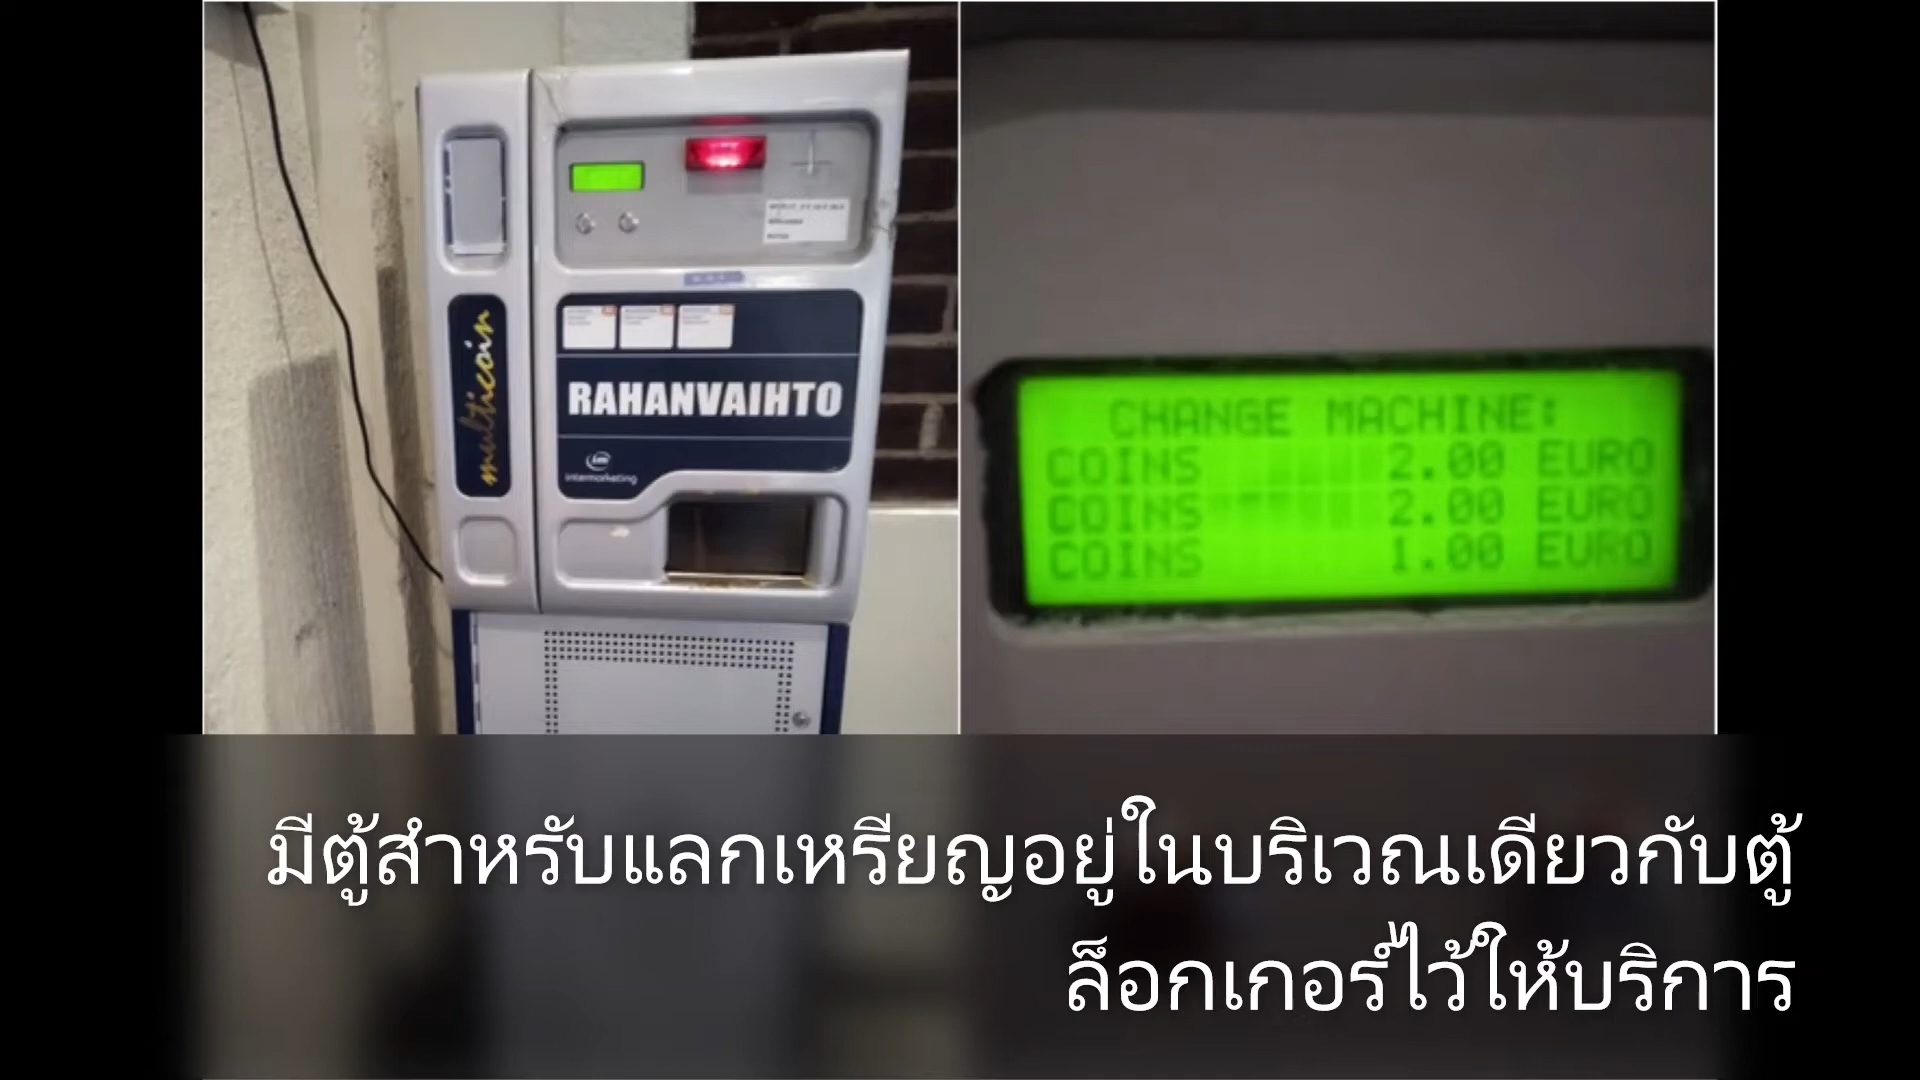 multicoin
RAHANVAIHTO
intermarketing
CHANGE MACHINE:
COINS 2.00 EURO
COINS 2.00 EURO
COINS 1.00 EURO
มีตู้สำหรับแลกเหรียญอยู่ในบริเวณเดียวกับตู้
ล็อกเกอร์ไว้ให้บริการ